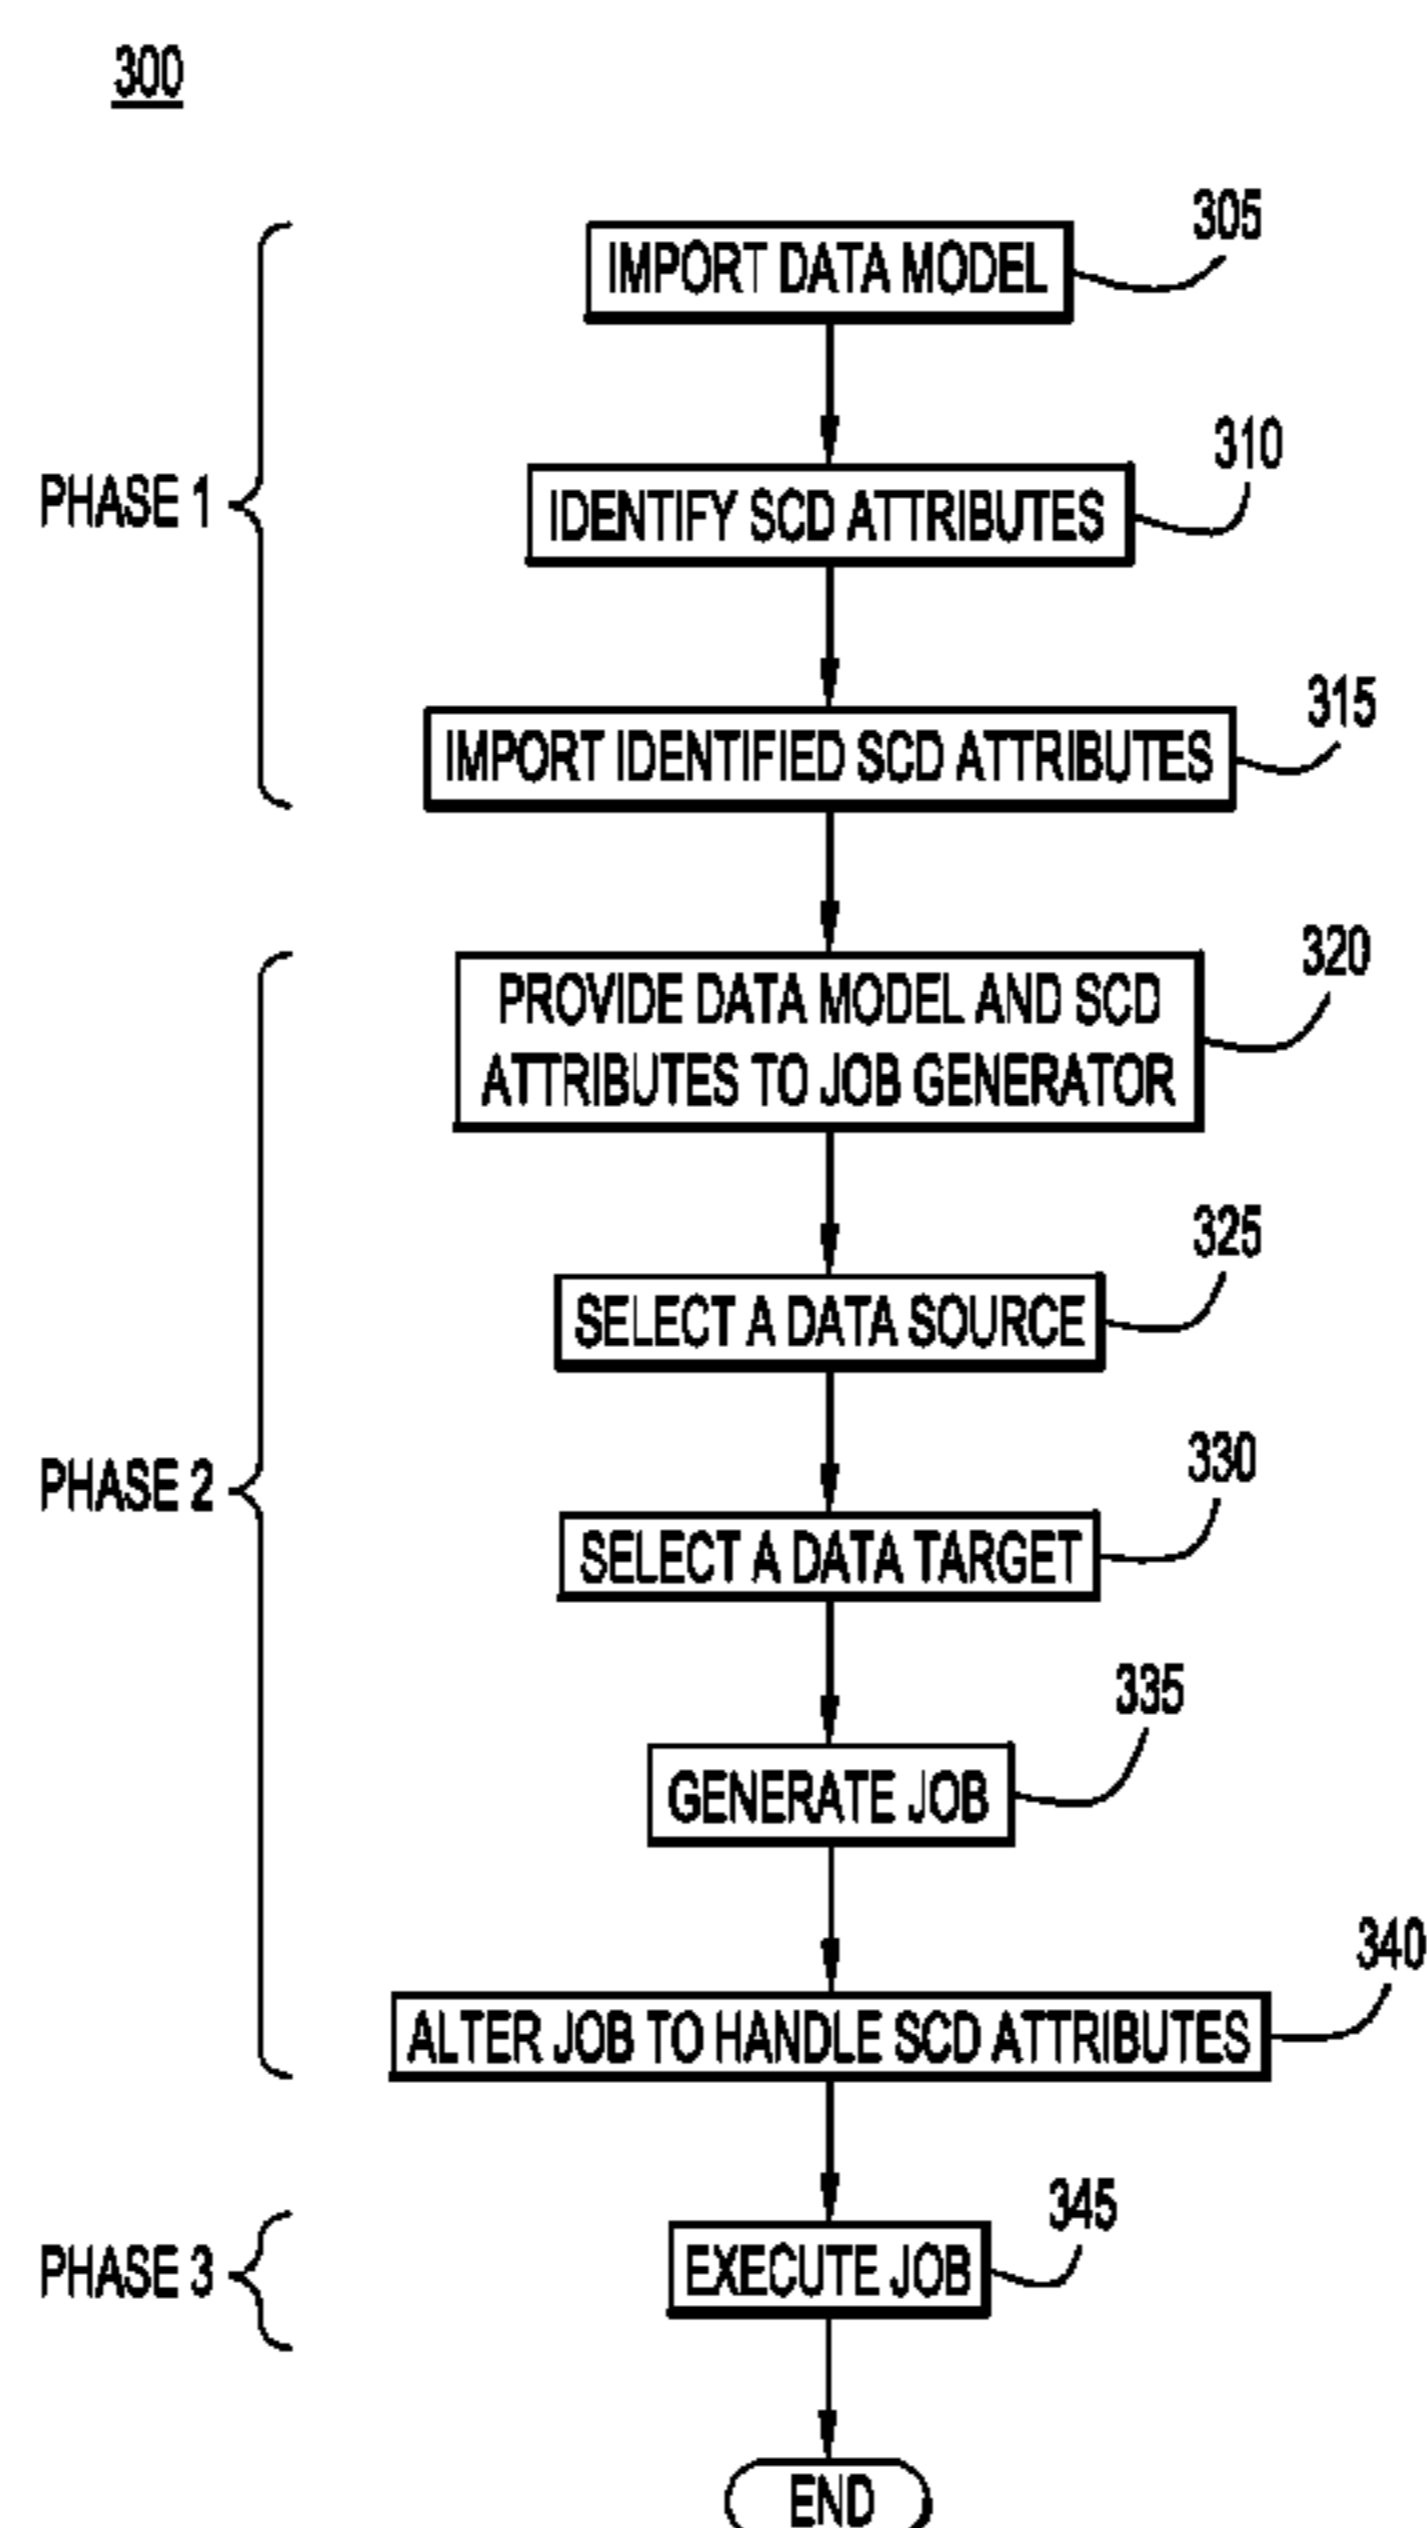 300
305
IMPORT DATA MODEL
310
IDENTIFY SCD ATTRIBUTES
PHASE 1
315
IMPORT IDENTIFIED SCD ATTRIBUTES
320
PROVIDE DATA MODEL AND SCD
ATTRIBUTES TO JOB GENERATOR
325
SELECT A DATA SOURCE
330
PHASE 2
SELECT A DATA TARGET
335
GENERATE JOB
340
ALTER JOB TO HANDLE SCD ATTRIBUTES
345
PHASE 3
EXECUTE JOB
END